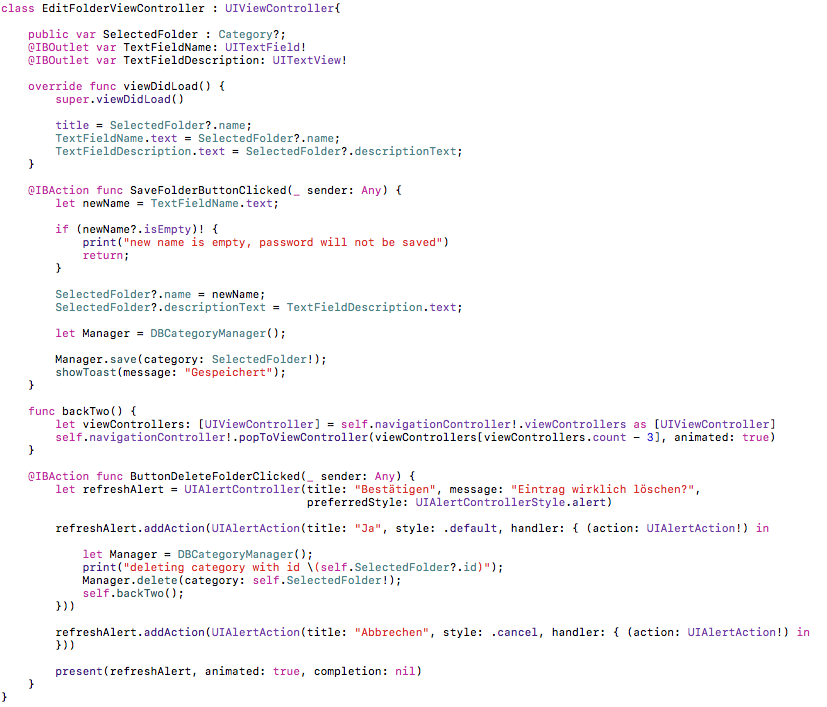 class EditFolderViewController : UIViewController{
public var SelectedFolder : Category?;
@IBOutlet var TextFieldName: UITextField!
@IBOutlet var TextFieldDescription: UITextView!
override func viewDidLoad() {
super.viewDidLoad()
title = SelectedFolder?.name;
TextFieldName.text = SelectedFolder?.name;
TextFieldDescription.text = SelectedFolder?.descriptionText;
}
@IBAction func SaveFolderButtonClicked(_ sender: Any) {
let newName = TextFieldName.text;
if (newName?.isEmpty)! {
print("new name is empty, password will not be saved")
return;
}
SelectedFolder?.name = newName;
SelectedFolder?.descriptionText = TextFieldDescription.text;
let Manager = DBCategoryManager();
Manager.save(category: SelectedFolder!);
showToast(message: "Gespeichert");
}
func backTwo() {
let viewControllers: [UIViewController] = self.navigationController!.viewControllers as [UIViewController]
self.navigationController!.popToViewController(viewControllers[viewControllers.count - 3], animated: true)
}
@IBAction func ButtonDeleteFolderClicked(_ sender: Any) {
let refreshAlert = UIAlertController(title: "Bestätigen", message: "Eintrag wirklich löschen?",
preferredStyle: UIAlertControllerStyle.alert)
refreshAlert.addAction(UIAlertAction(title: "Ja", style: .default, handler: { (action: UIAlertAction!) in
let Manager = DBCategoryManager();
print("deleting category with id \(self.SelectedFolder?.id)");
Manager.delete(category: self.SelectedFolder!);
self.backTwo();
}))
refreshAlert.addAction(UIAlertAction(title: "Abbrechen", style: .cancel, handler: { (action: UIAlertAction!) in
}))
present(refreshAlert, animated: true, completion: nil)
}
}